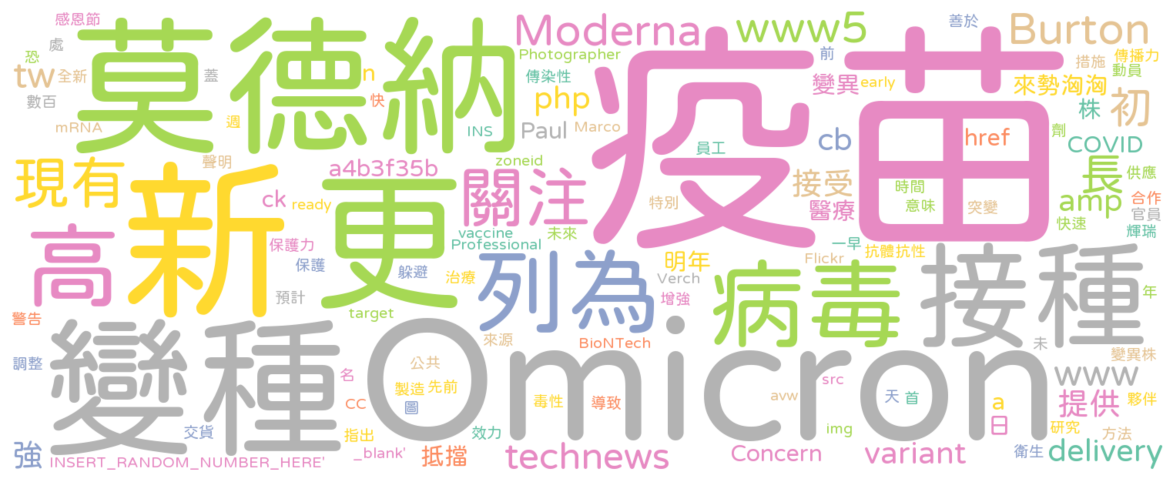 感恩節
處
恐
tw
全新
數百
mRNA
莫德納
蓋
週
n
快
Moderna
Photographer
傳染性
php
INS
Paul
Marco
www5
前
善於
Burton
變異
early
來勢洶洶
措施
傳播力
動員
初
株
劑
COVID
cb
href
疫苗
員工
時間
意味
突變
長
供應
amp
合作
官員
輝瑞
快速
現有
新
聲明
a4b3f35b
ck
ready
更
保護力
保護
預計
躲避
target
關注
zoneid
vaccine
Professional
未來
治療
特別
接受
醫療
一早
抗體抗性
Flickr
高
警告
調整
變種
列為
明年
Verch
增強
病毒
接種
年
未
變異株
Omicron
來源
BioNTech
公共
製造
先前
圖
名
CC
交貨
指出
_blank'
抵擋
效力
毒性
導致
src
avw
img
天
首
a
日
www
提供
夥伴
研究
方法
衛生
delivery
強
INSERT_RANDOM_NUMBER_HERE'
technews
Concern
variant